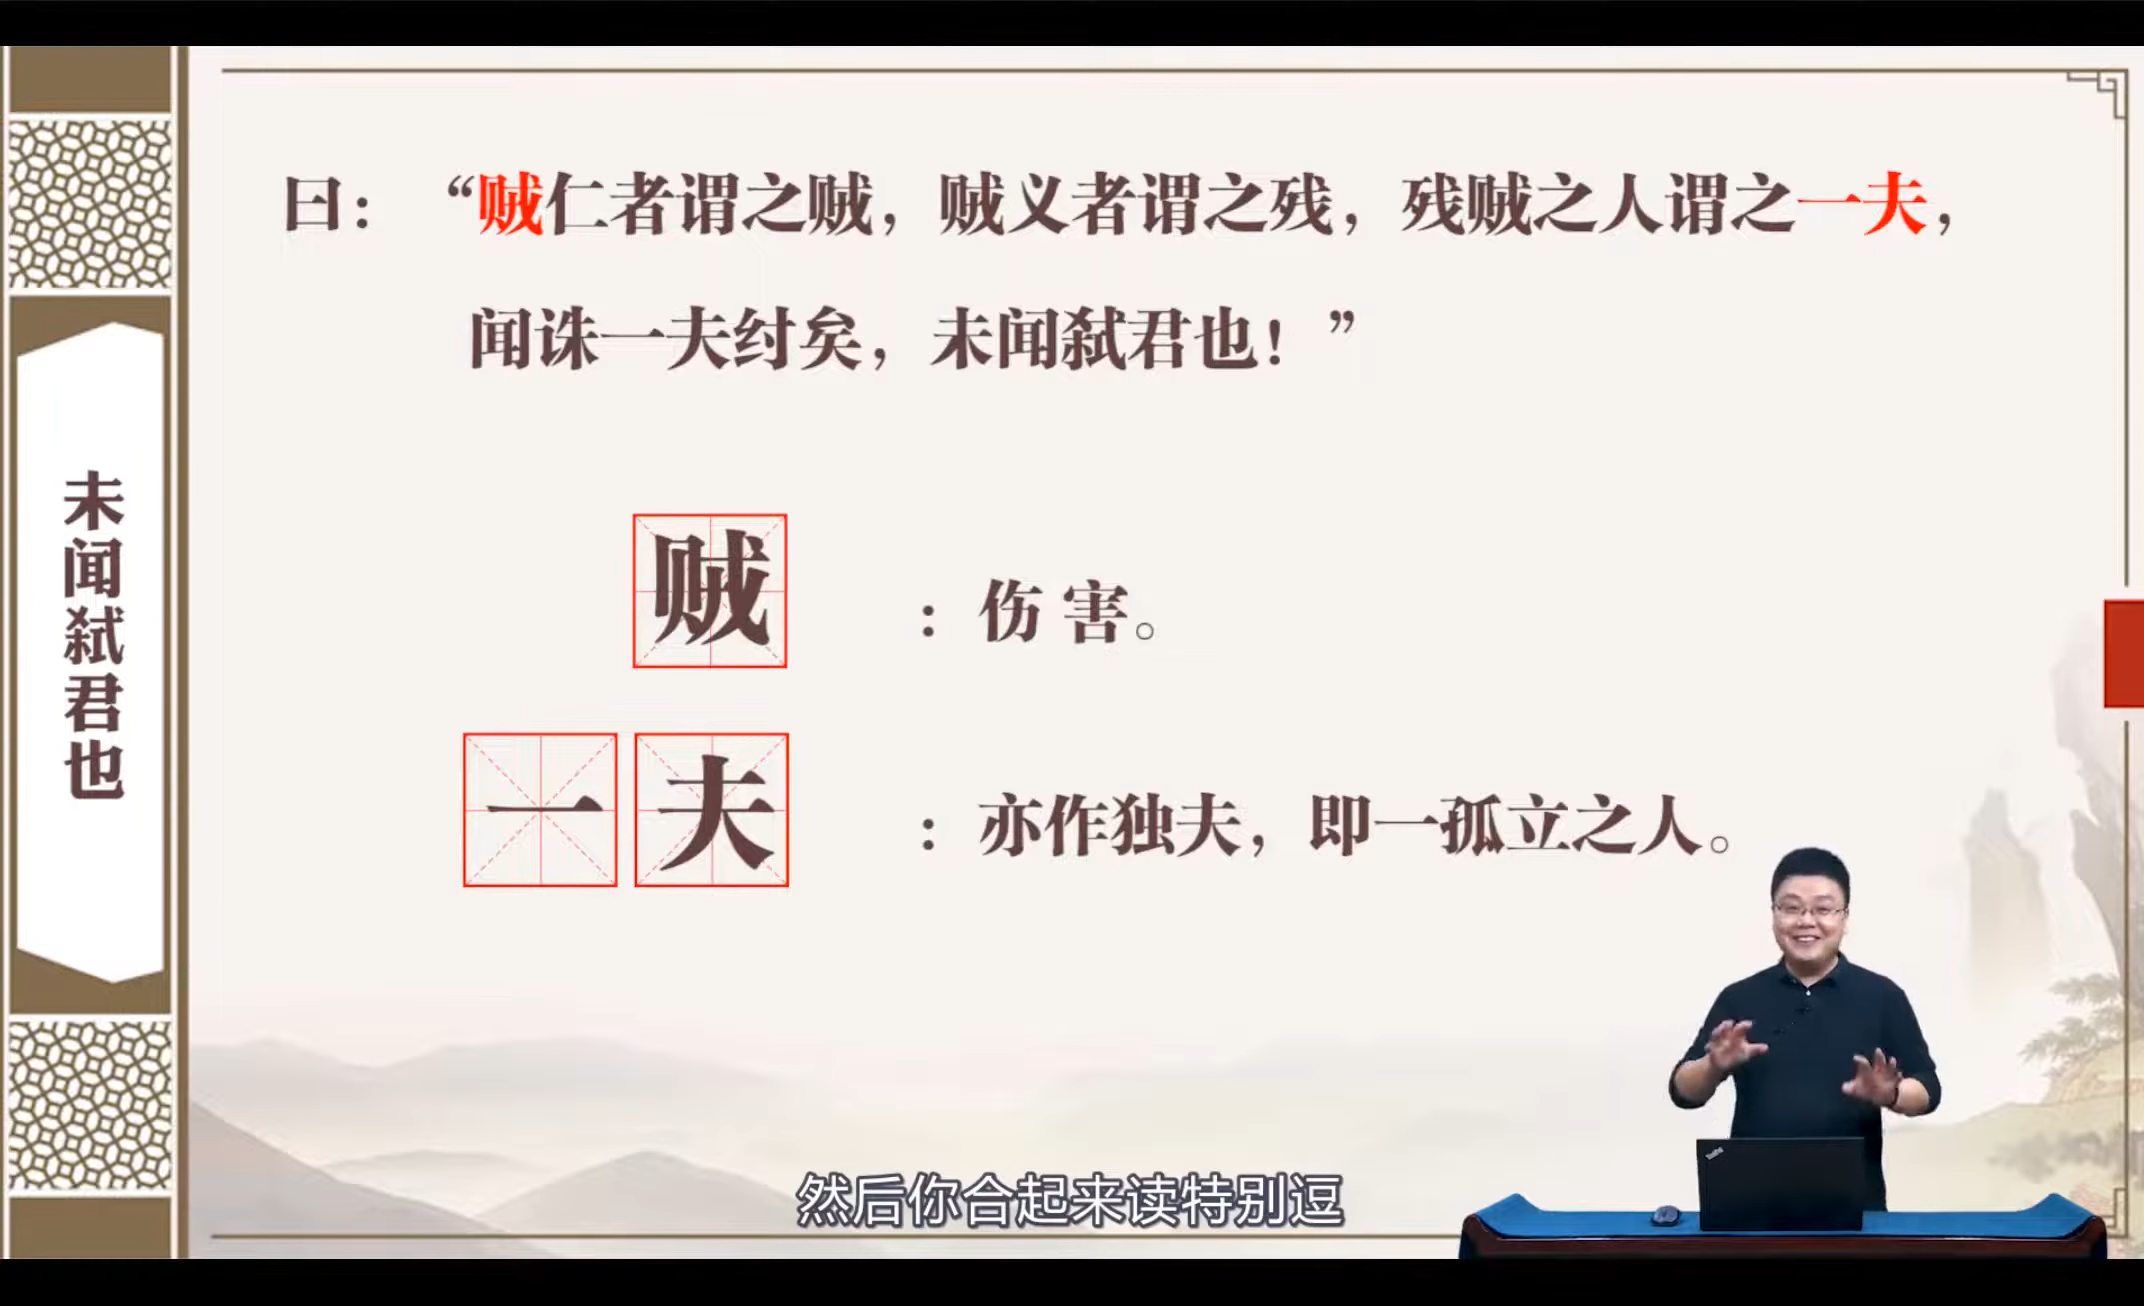 曰：“贼仁者谓之贼，贼义者谓之残，残贼之人谓之一夫，
闻诛一夫纣矣，未闻弑君也！”
未闻弑君也
贼：伤害。
一夫：亦作独夫，即一孤立之人。
ThinkPad
然后你合起来读特别逗